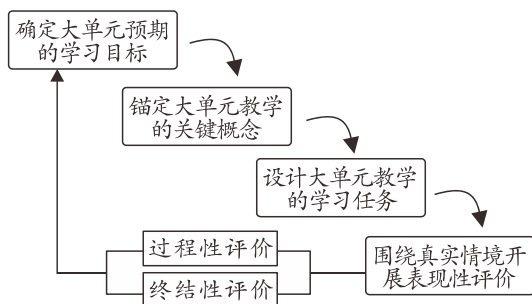 确定大单元预期
的学习目标
锚定大单元教学
的关键概念
设计大单元教学
的学习任务
围绕真实情境开
展表现性评价
过程性评价
终结性评价